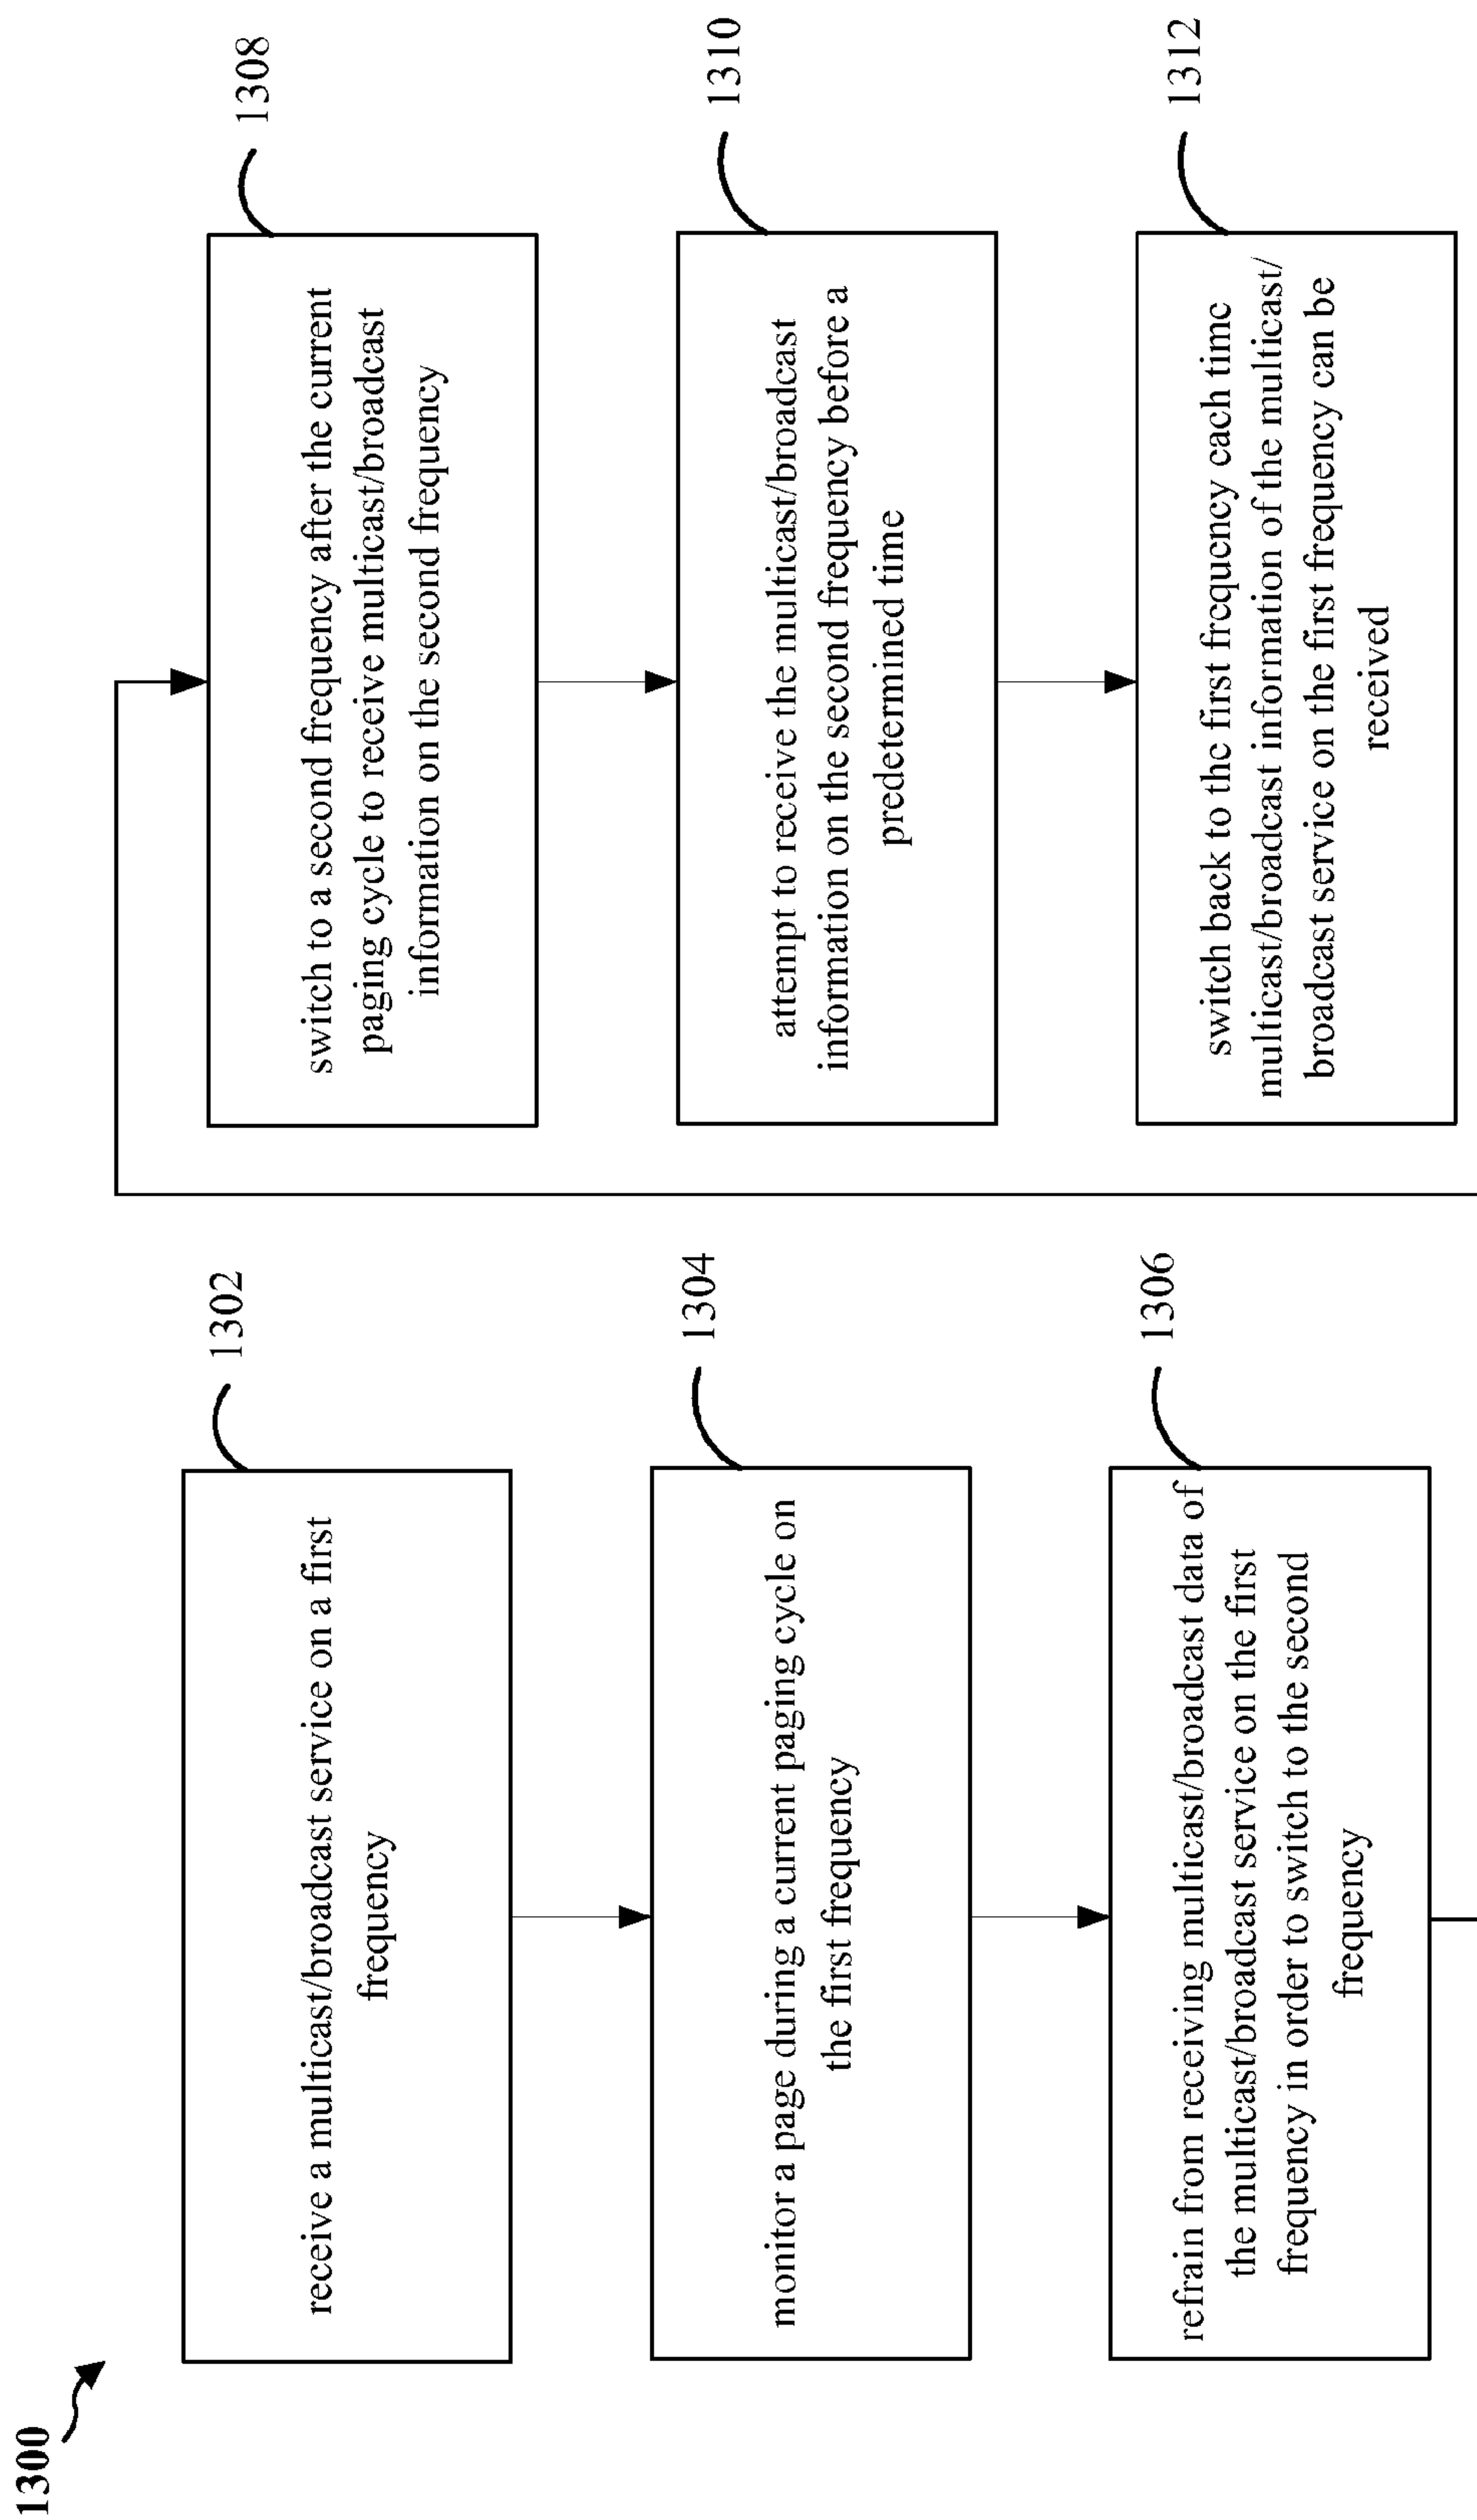 1300
1302
receive a multicast/broadcast service on a first
frequency
1304
monitor a page during a current paging cycle on
the first frequency
1306
refrain from receiving multicast/broadcast data of
the multicast/broadcast service on the first
frequency in order to switch to the second
frequency
1308
switch to a second frequency after the current
paging cycle to receive multicast/broadcast
information on the second frequency
1310
attempt to receive the multicast/broadcast
information on the second frequency before a
predetermined time
1312
switch back to the first frequency each time
multicast/broadcast information of the multicast/
broadcast service on the first frequency can be
received